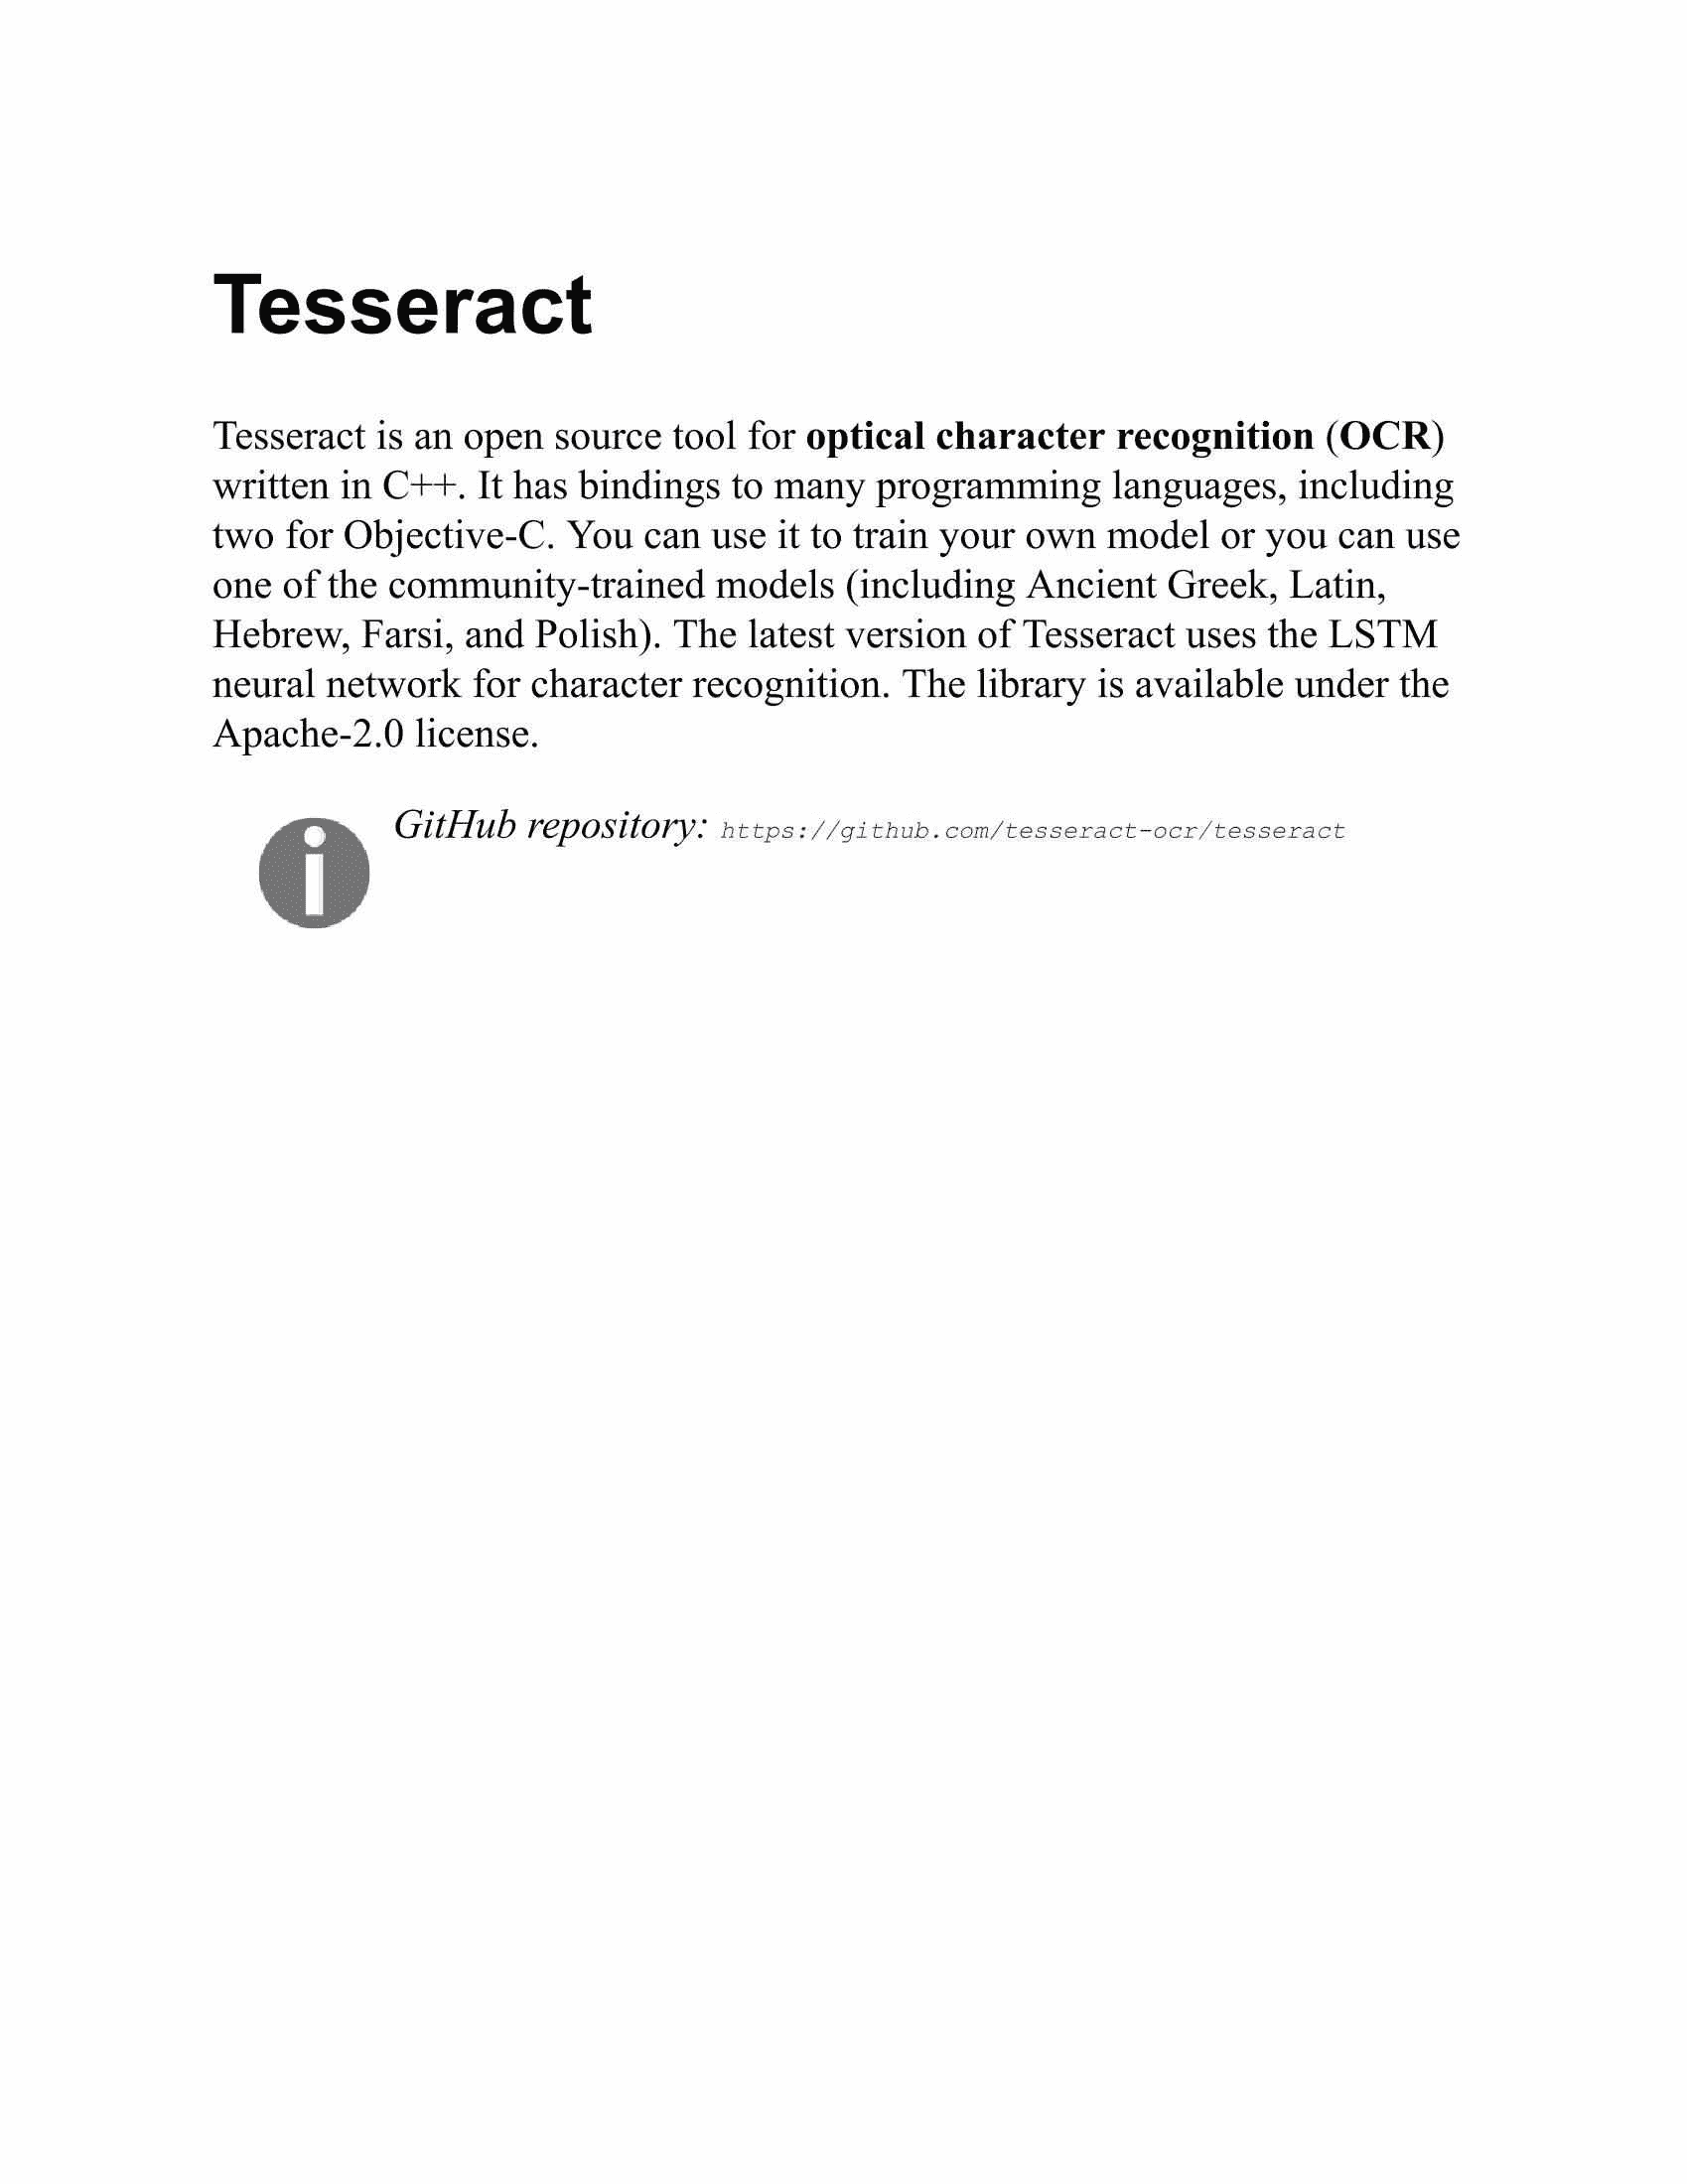 Tesseract
Tesseract is an open source tool for optical character recognition (OCR)
written in C++. It has bindings to many programming languages, including
two for Objective-C. You can use it to train your own model or you can use
one of the community-trained models (including Ancient Greek, Latin,
Hebrew, Farsi, and Polish). The latest version of Tesseract uses the LSTM
neural network for character recognition. The library is available under the
Apache-2.0 license.
GitHub repository: https://github.com/tesseract-ocr/tesseract